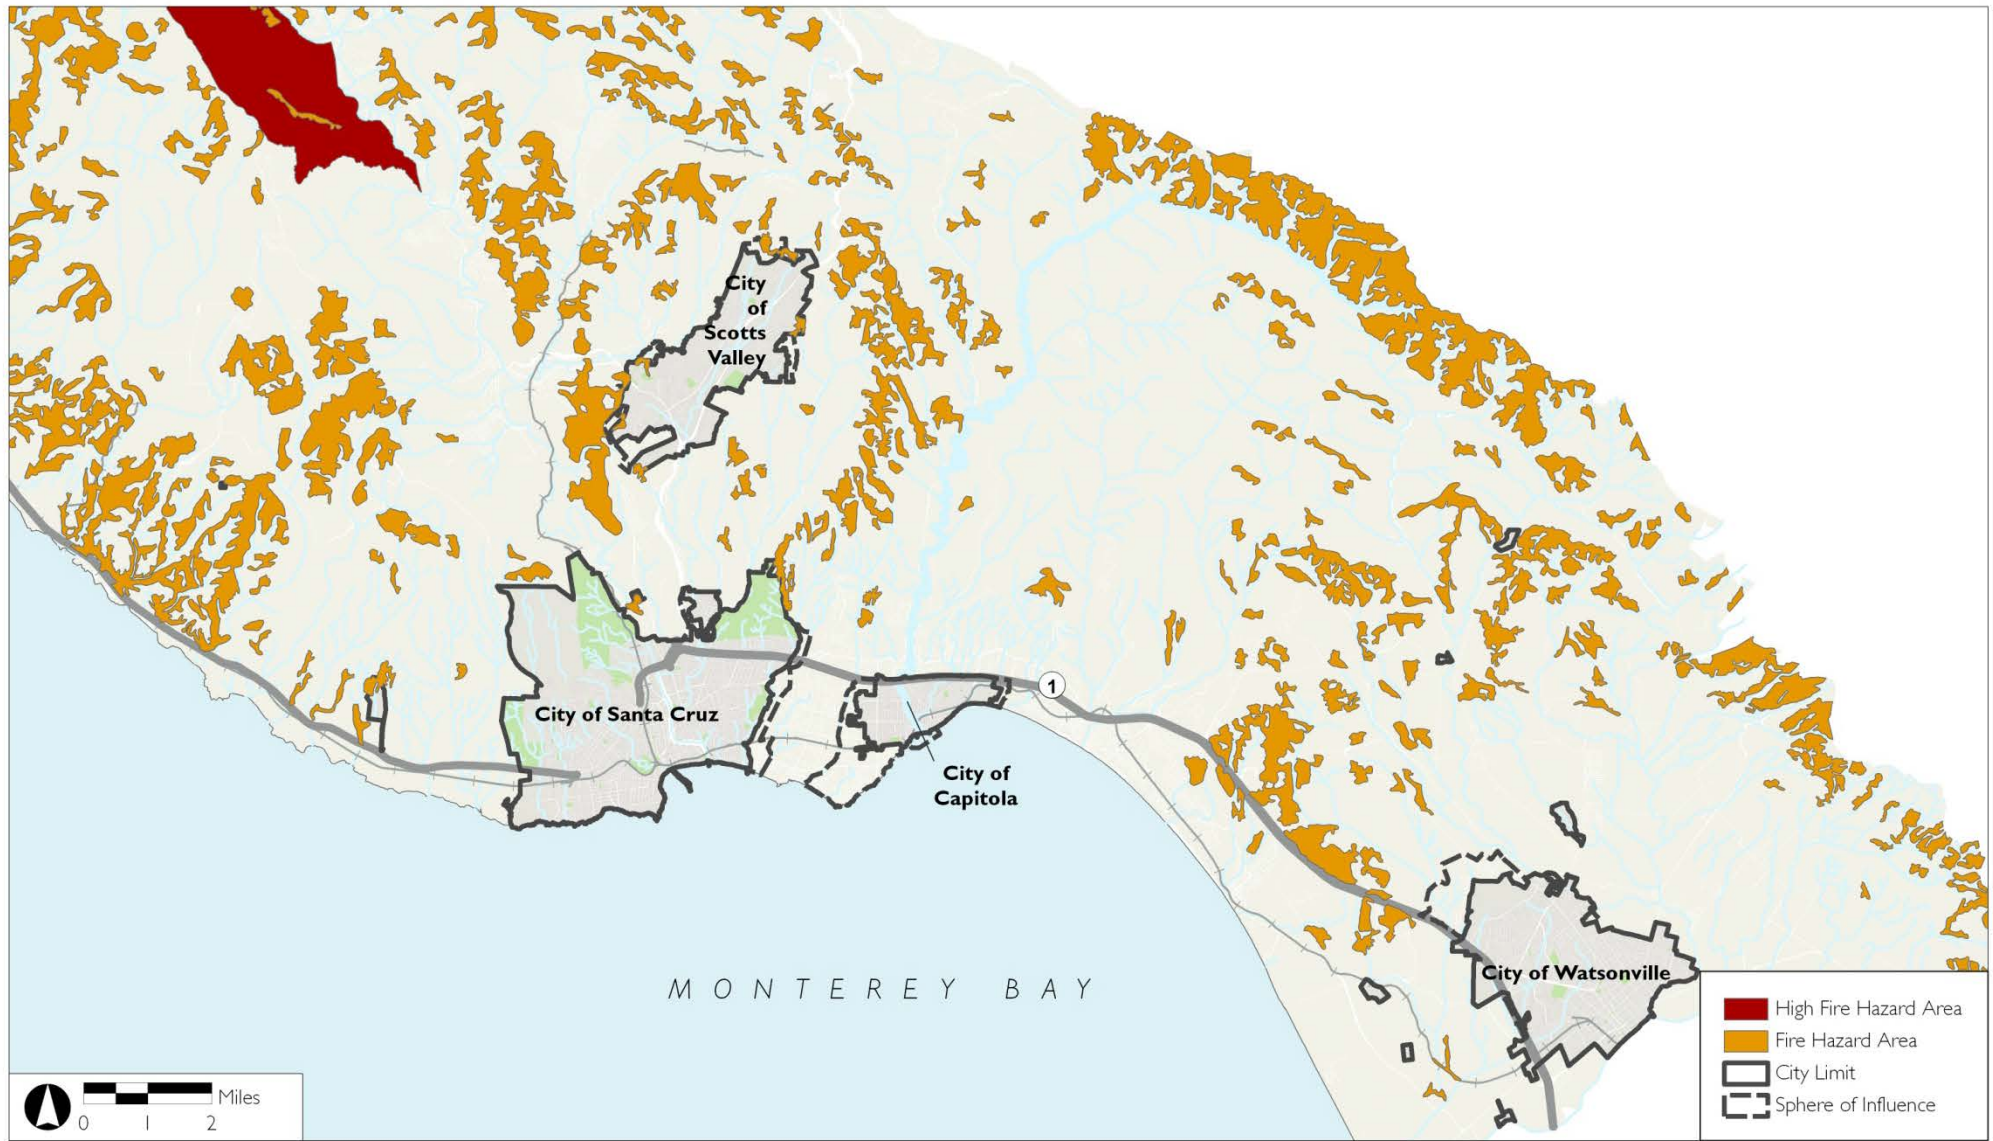 City
of
Scotts
Valley
City of Santa Cruz
1
City of
Capitola
City of Watsonville
MONTEREY BAY
High Fire Hazard Area
Fire Hazard Area
City Limit
Sphere of Influence
Miles
0 1 2